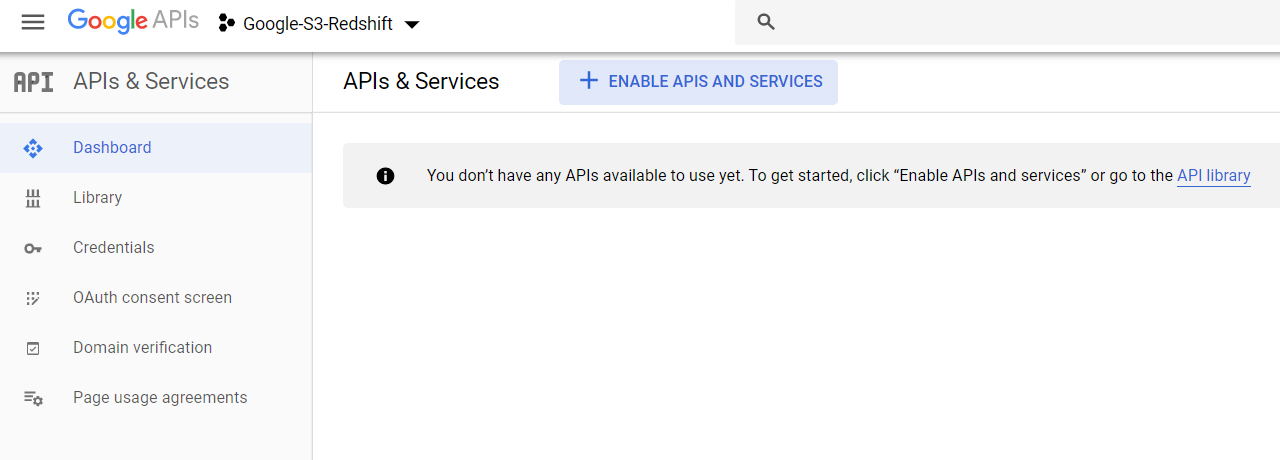 Google APIs Google-S3-Redshift
API APIs & Services
APIs & Services
ENABLE APIS AND SERVICES
Dashboard
Library
Credentials
OAuth consent screen
Domain verification
Page usage agreements
You don’t have any APIs available to use yet. To get started, click “Enable APIs and services” or go to the API library